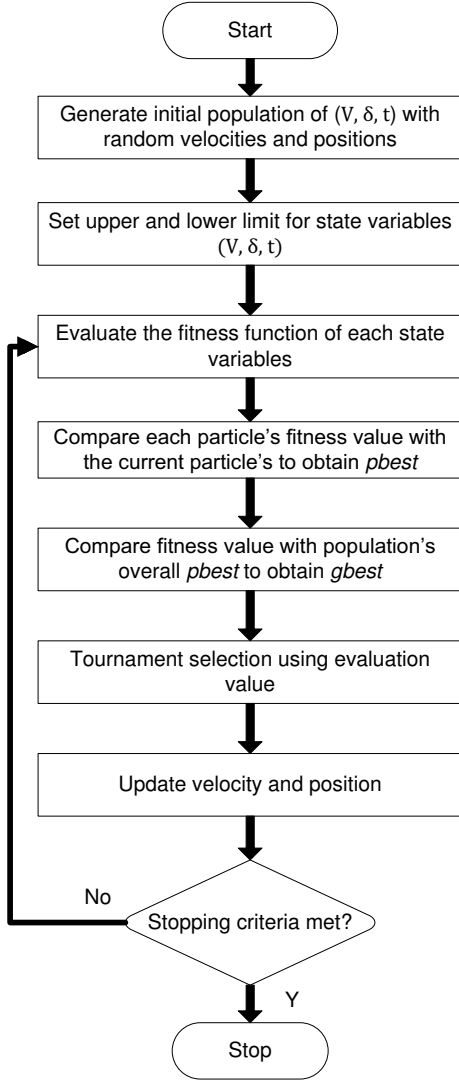 Start
Generate initial population of (V, δ, t) with
random velocities and positions
Set upper and lower limit for state variables
(V, δ, t)
Evaluate the fitness function of each state
variables
Compare each particle’s fitness value with
the current particle’s to obtain pbest
Compare fitness value with population’s
overall pbest to obtain gbest
Tournament selection using evaluation
value
Update velocity and position
No
Stopping criteria met?
Y
Stop